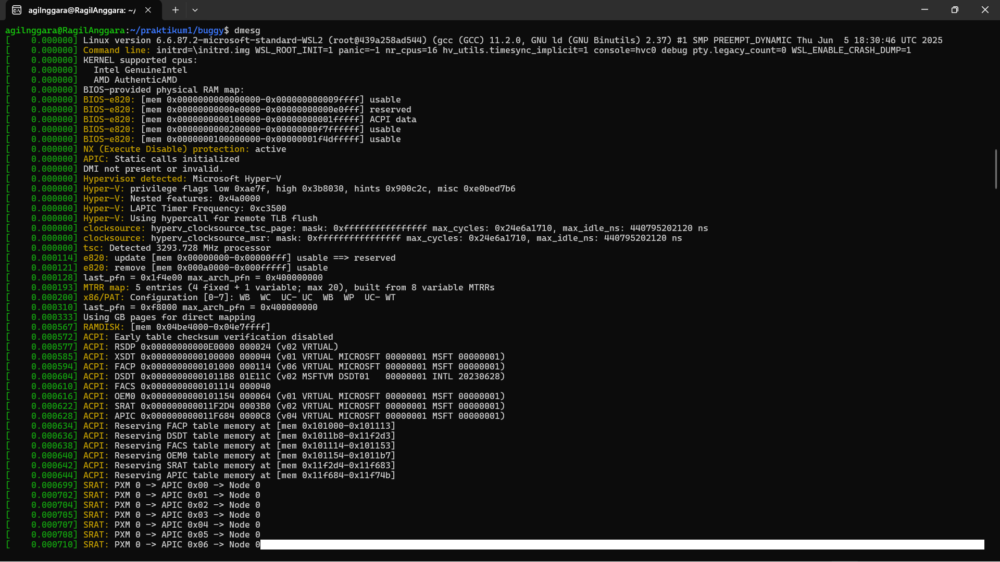 agilnggara@RagilAnggara: ~/
agilnggara@RagilAnggara:~/praktikum1/buggy$ dmesg
[    0.000000] Linux version 6.6.87.2-microsoft-standard-WSL2 (root@439a258ad544) (gcc (GCC) 11.2.0, GNU ld (GNU Binutils) 2.37) #1 SMP PREEMPT_DYNAMIC Thu Jun  5 18:30:46 UTC 2025
[    0.000000] Command line: initrd=\initrd.img WSL_ROOT_INIT=1 panic=-1 nr_cpus=16 hv_utils.timesync_implicit=1 console=hvc0 debug pty.legacy_count=0 WSL_ENABLE_CRASH_DUMP=1
[    0.000000] KERNEL supported cpus:
[    0.000000]   Intel GenuineIntel
[    0.000000]   AMD AuthenticAMD
[    0.000000] BIOS-provided physical RAM map:
[    0.000000] BIOS-e820: [mem 0x0000000000000000-0x000000000009ffff] usable
[    0.000000] BIOS-e820: [mem 0x00000000000e0000-0x00000000000e0fff] reserved
[    0.000000] BIOS-e820: [mem 0x0000000000100000-0x00000000001fffff] ACPI data
[    0.000000] BIOS-e820: [mem 0x0000000000200000-0x00000000f7ffffff] usable
[    0.000000] BIOS-e820: [mem 0x0000000100000000-0x00000001f4dfffff] usable
[    0.000000] NX (Execute Disable) protection: active
[    0.000000] APIC: Static calls initialized
[    0.000000] DMI not present or invalid.
[    0.000000] Hypervisor detected: Microsoft Hyper-V
[    0.000000] Hyper-V: privilege flags low 0xae7f, high 0x3b8030, hints 0x900c2c, misc 0xe0bed7b6
[    0.000000] Hyper-V: Nested features: 0x4a0000
[    0.000000] Hyper-V: LAPIC Timer Frequency: 0xc3500
[    0.000000] Hyper-V: Using hypercall for remote TLB flush
[    0.000000] clocksource: hyperv_clocksource_tsc_page: mask: 0xffffffffffffffff max_cycles: 0x24e6a1710, max_idle_ns: 440795202120 ns
[    0.000000] clocksource: hyperv_clocksource_msr: mask: 0xffffffffffffffff max_cycles: 0x24e6a1710, max_idle_ns: 440795202120 ns
[    0.000000] tsc: Detected 3293.728 MHz processor
[    0.000114] e820: update [mem 0x00000000-0x00000fff] usable ==> reserved
[    0.000121] e820: remove [mem 0x000a0000-0x000fffff] usable
[    0.000128] last_pfn = 0x1f4e00 max_arch_pfn = 0x400000000
[    0.000193] MTRR map: 5 entries (4 fixed + 1 variable; max 20), built from 8 variable MTRRs
[    0.000200] x86/PAT: Configuration [0-7]: WB  WC  UC- UC  WB  WP  UC- WT
[    0.000310] last_pfn = 0xf8000 max_arch_pfn = 0x400000000
[    0.000333] Using GB pages for direct mapping
[    0.000567] RAMDISK: [mem 0x04be4000-0x04e7ffff]
[    0.000572] ACPI: Early table checksum verification disabled
[    0.000577] ACPI: RSDP 0x00000000000E0000 000024 (v02 VRTUAL)
[    0.000585] ACPI: XSDT 0x0000000000100000 000044 (v01 VRTUAL MICROSFT 00000001 MSFT 00000001)
[    0.000594] ACPI: FACP 0x0000000000101000 000114 (v06 VRTUAL MICROSFT 00000001 MSFT 00000001)
[    0.000604] ACPI: DSDT 0x00000000001011B8 01E11C (v02 MSFTVM DSDT01   00000001 INTL 20230628)
[    0.000610] ACPI: FACS 0x0000000000101114 000040
[    0.000616] ACPI: OEM0 0x0000000000101154 000064 (v01 VRTUAL MICROSFT 00000001 MSFT 00000001)
[    0.000622] ACPI: SRAT 0x000000000011F2D4 0003B0 (v02 VRTUAL MICROSFT 00000001 MSFT 00000001)
[    0.000628] ACPI: APIC 0x000000000011F684 0000C8 (v04 VRTUAL MICROSFT 00000001 MSFT 00000001)
[    0.000634] ACPI: Reserving FACP table memory at [mem 0x101000-0x101113]
[    0.000636] ACPI: Reserving DSDT table memory at [mem 0x1011b8-0x11f2d3]
[    0.000638] ACPI: Reserving FACS table memory at [mem 0x101114-0x101153]
[    0.000640] ACPI: Reserving OEM0 table memory at [mem 0x101154-0x1011b7]
[    0.000642] ACPI: Reserving SRAT table memory at [mem 0x11f2d4-0x11f683]
[    0.000644] ACPI: Reserving APIC table memory at [mem 0x11f684-0x11f74b]
[    0.000699] SRAT: PXM 0 -> APIC 0x00 -> Node 0
[    0.000702] SRAT: PXM 0 -> APIC 0x01 -> Node 0
[    0.000704] SRAT: PXM 0 -> APIC 0x02 -> Node 0
[    0.000705] SRAT: PXM 0 -> APIC 0x03 -> Node 0
[    0.000707] SRAT: PXM 0 -> APIC 0x04 -> Node 0
[    0.000708] SRAT: PXM 0 -> APIC 0x05 -> Node 0
[    0.000710] SRAT: PXM 0 -> APIC 0x06 -> Node 0